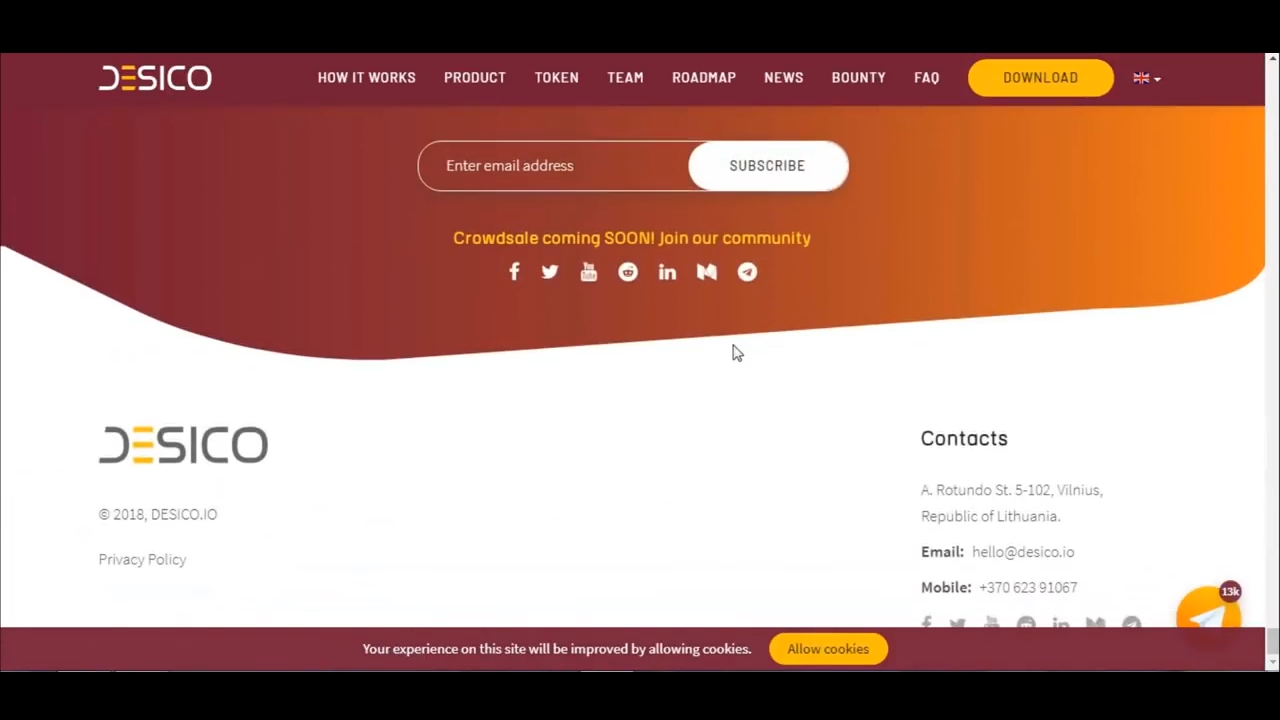 DESICO
HOW IT WORKS PRODUCT TOKEN TEAM ROADMAP NEWS BOUNTY FAQ DOWNLOAD
Enter email address SUBSCRIBE
Crowdsale coming SOON! Join our community
You Tube
DESICO
© 2018, DESICO.IO
Privacy Policy
Contacts
A. Rotundo St. 5-102, Vilnius,
Republic of Lithuania.
Email: hello@desico.io
Mobile: +370 623 91067
13k
Your experience on this site will be improved by allowing cookies. Allow cookies